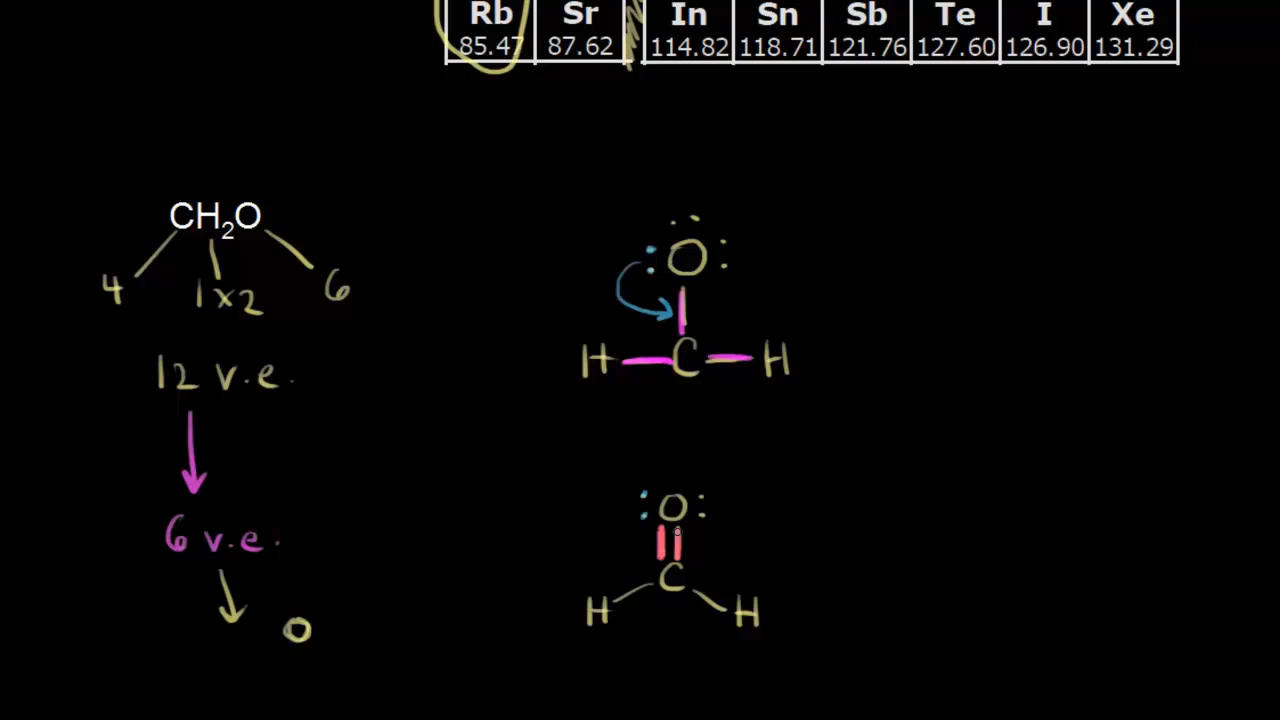 Rb Sr In Sn Sb Te I Xe
85.47 87.62 114.82 118.71 121.76 127.60 126.90 131.29
CH₂O
4 1x2 6
12 v.e.
6 v.e.
0
:O:
H C H
:O:
C
H H